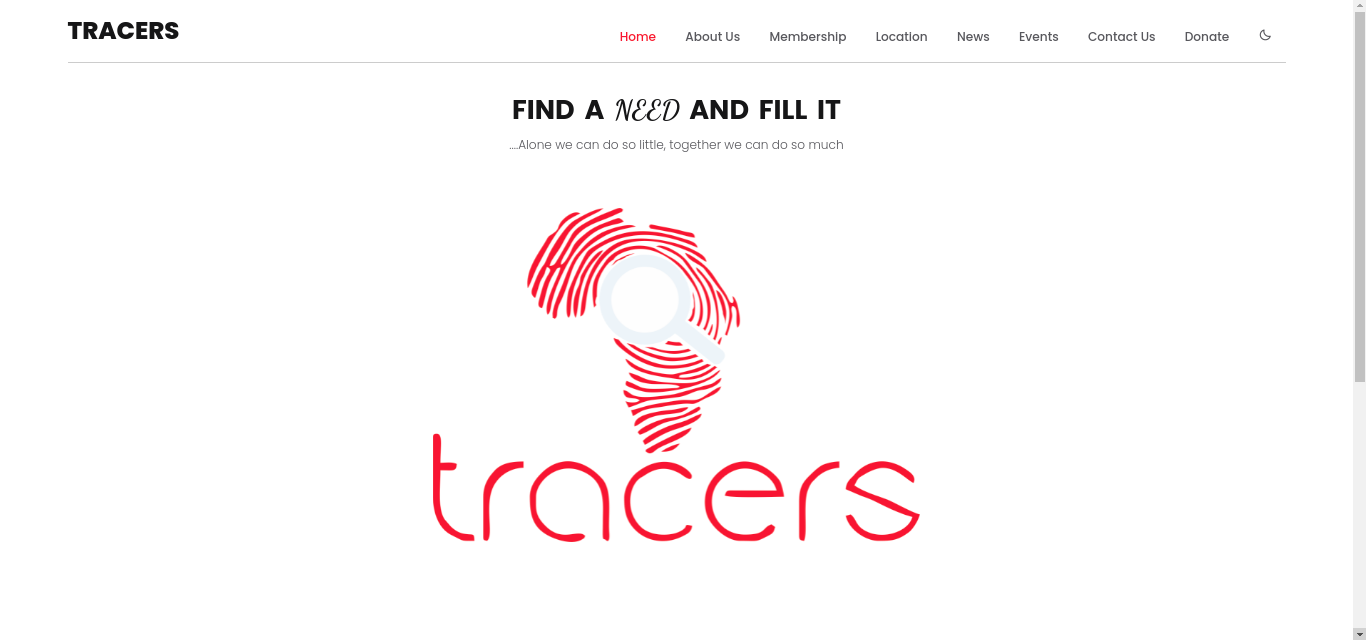 TRACERS
Home About Us Membership Location News Events Contact Us Donate
FIND A NEED AND FILL IT
....Alone we can do so little, together we can do so much
tracers